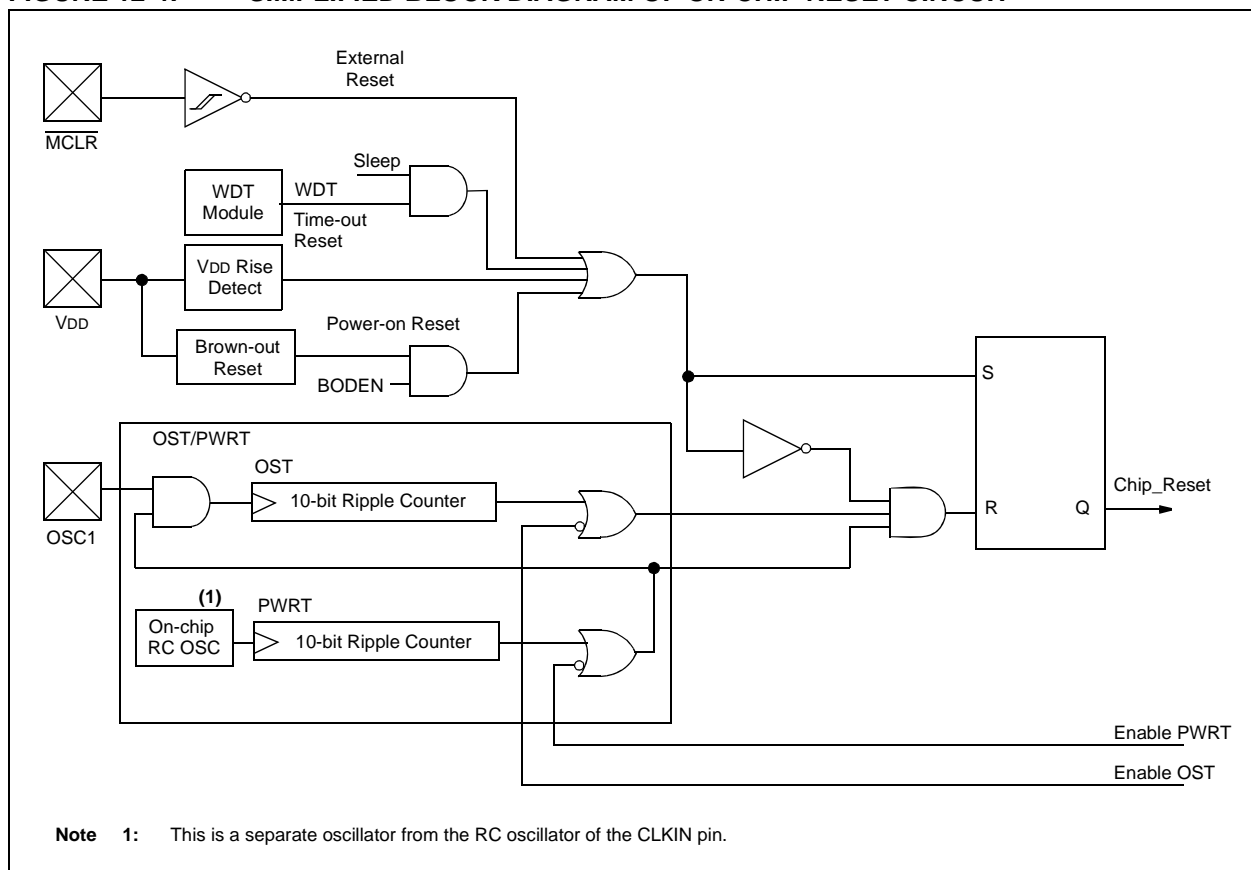 External
Reset
MCLR
Sleep
WDT
Module
WDT
Time-out
Reset
VDD Rise
Detect
VDD
Power-on Reset
Brown-out
Reset
BODEN
S
OST/PWRT
OST
10-bit Ripple Counter
OSC1
Chip_Reset
R
Q
(1)
PWRT
On-chip
RC OSC
10-bit Ripple Counter
Enable PWRT
Enable OST
Note 1: This is a separate oscillator from the RC oscillator of the CLKIN pin.